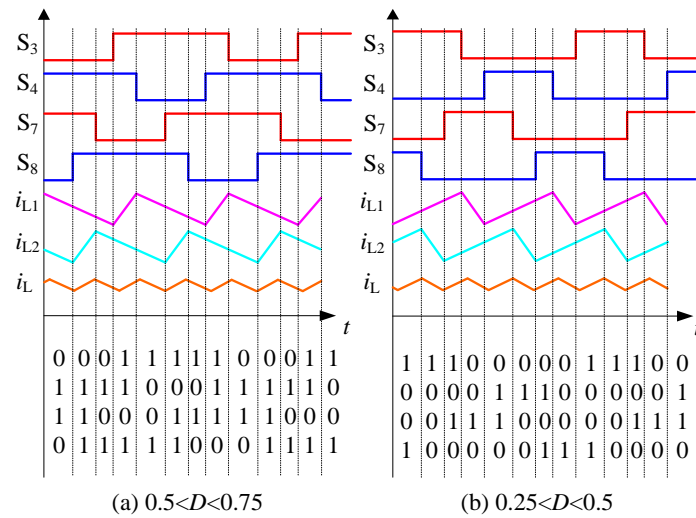 S3
S4
S7
S8
iL1
iL2
iL
t
0 0 0 1 1 1 1 1 0 0 0 1 1
1 1 1 1 0 0 0 1 1 1 1 1 0
1 1 0 0 0 1 1 1 1 1 0 0 0
0 1 1 1 1 1 0 0 0 1 1 1 1
(a) 0.5<D<0.75
S3
S4
S7
S8
iL1
iL2
iL
t
1 1 1 0 0 0 0 0 1 1 1 0 0
0 0 0 0 1 1 1 0 0 0 0 0 1
0 0 1 1 1 0 0 0 0 0 1 1 1
1 0 0 0 0 0 1 1 1 0 0 0 0
(b) 0.25<D<0.5